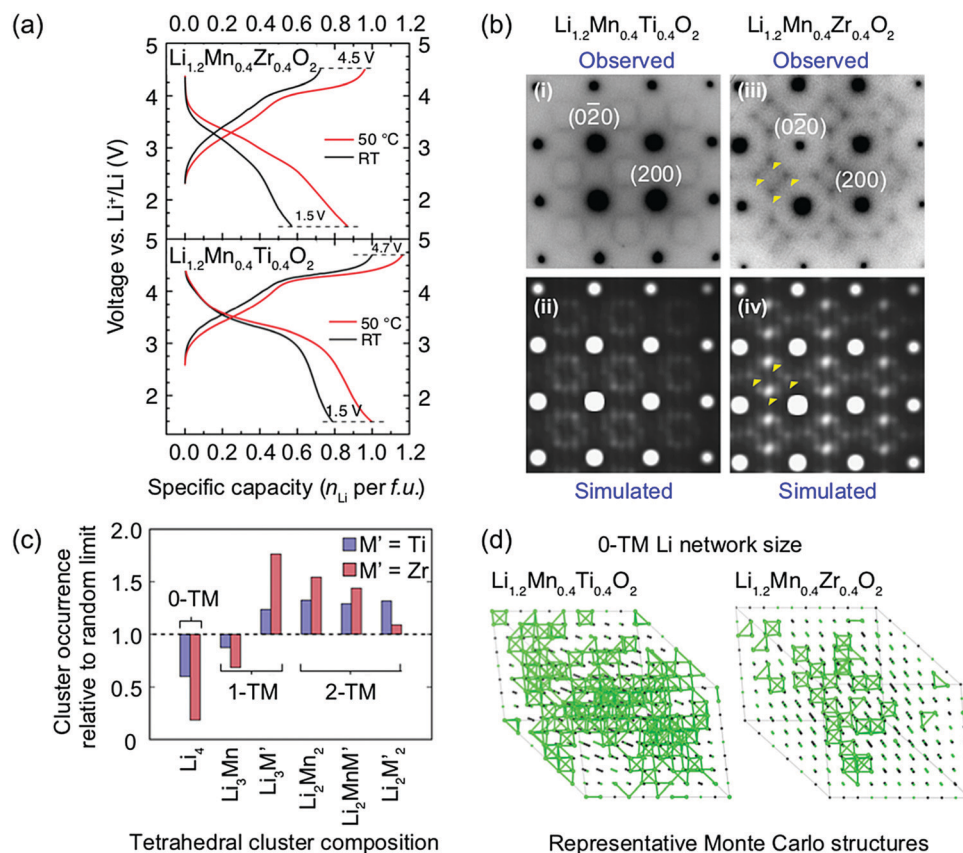 (a)
0.0 0.2 0.4 0.6 0.8 1.0
5 5
Li1.2Mn0.4Zr0.4O2
4.5 V
4 4
3 3
50 °C
RT
2 2
1.5 V
5 5
Li1.2Mn0.4Ti0.4O2
4.7 V
4 4
50 °C
RT
3 3
2 2
1.5 V
0.0 0.2 0.4 0.6 0.8 1.0
Voltage vs. Li+/Li (V)
Specific capacity (nLi per f.u.)
(b)
Li1.2Mn0.4Ti0.4O2 Li1.2Mn0.4Zr0.4O2
Observed Observed
(i) (iii)
(02̅0) (02̅0)
(200) (200)
(ii) (iv)
Simulated Simulated
(c)
2.0
M' = Ti
M' = Zr
1.5
0-TM
1.0
1-TM 2-TM
0.5
0
Cluster occurrence
relative to random limit
Li4 Li3Mn Li3M' Li2Mn2 Li2MnM' Li2M'2
Tetrahedral cluster composition
(d)
0-TM Li network size
Li1.2Mn0.4Ti0.4O2 Li1.2Mn0.4Zr0.4O2
Representative Monte Carlo structures